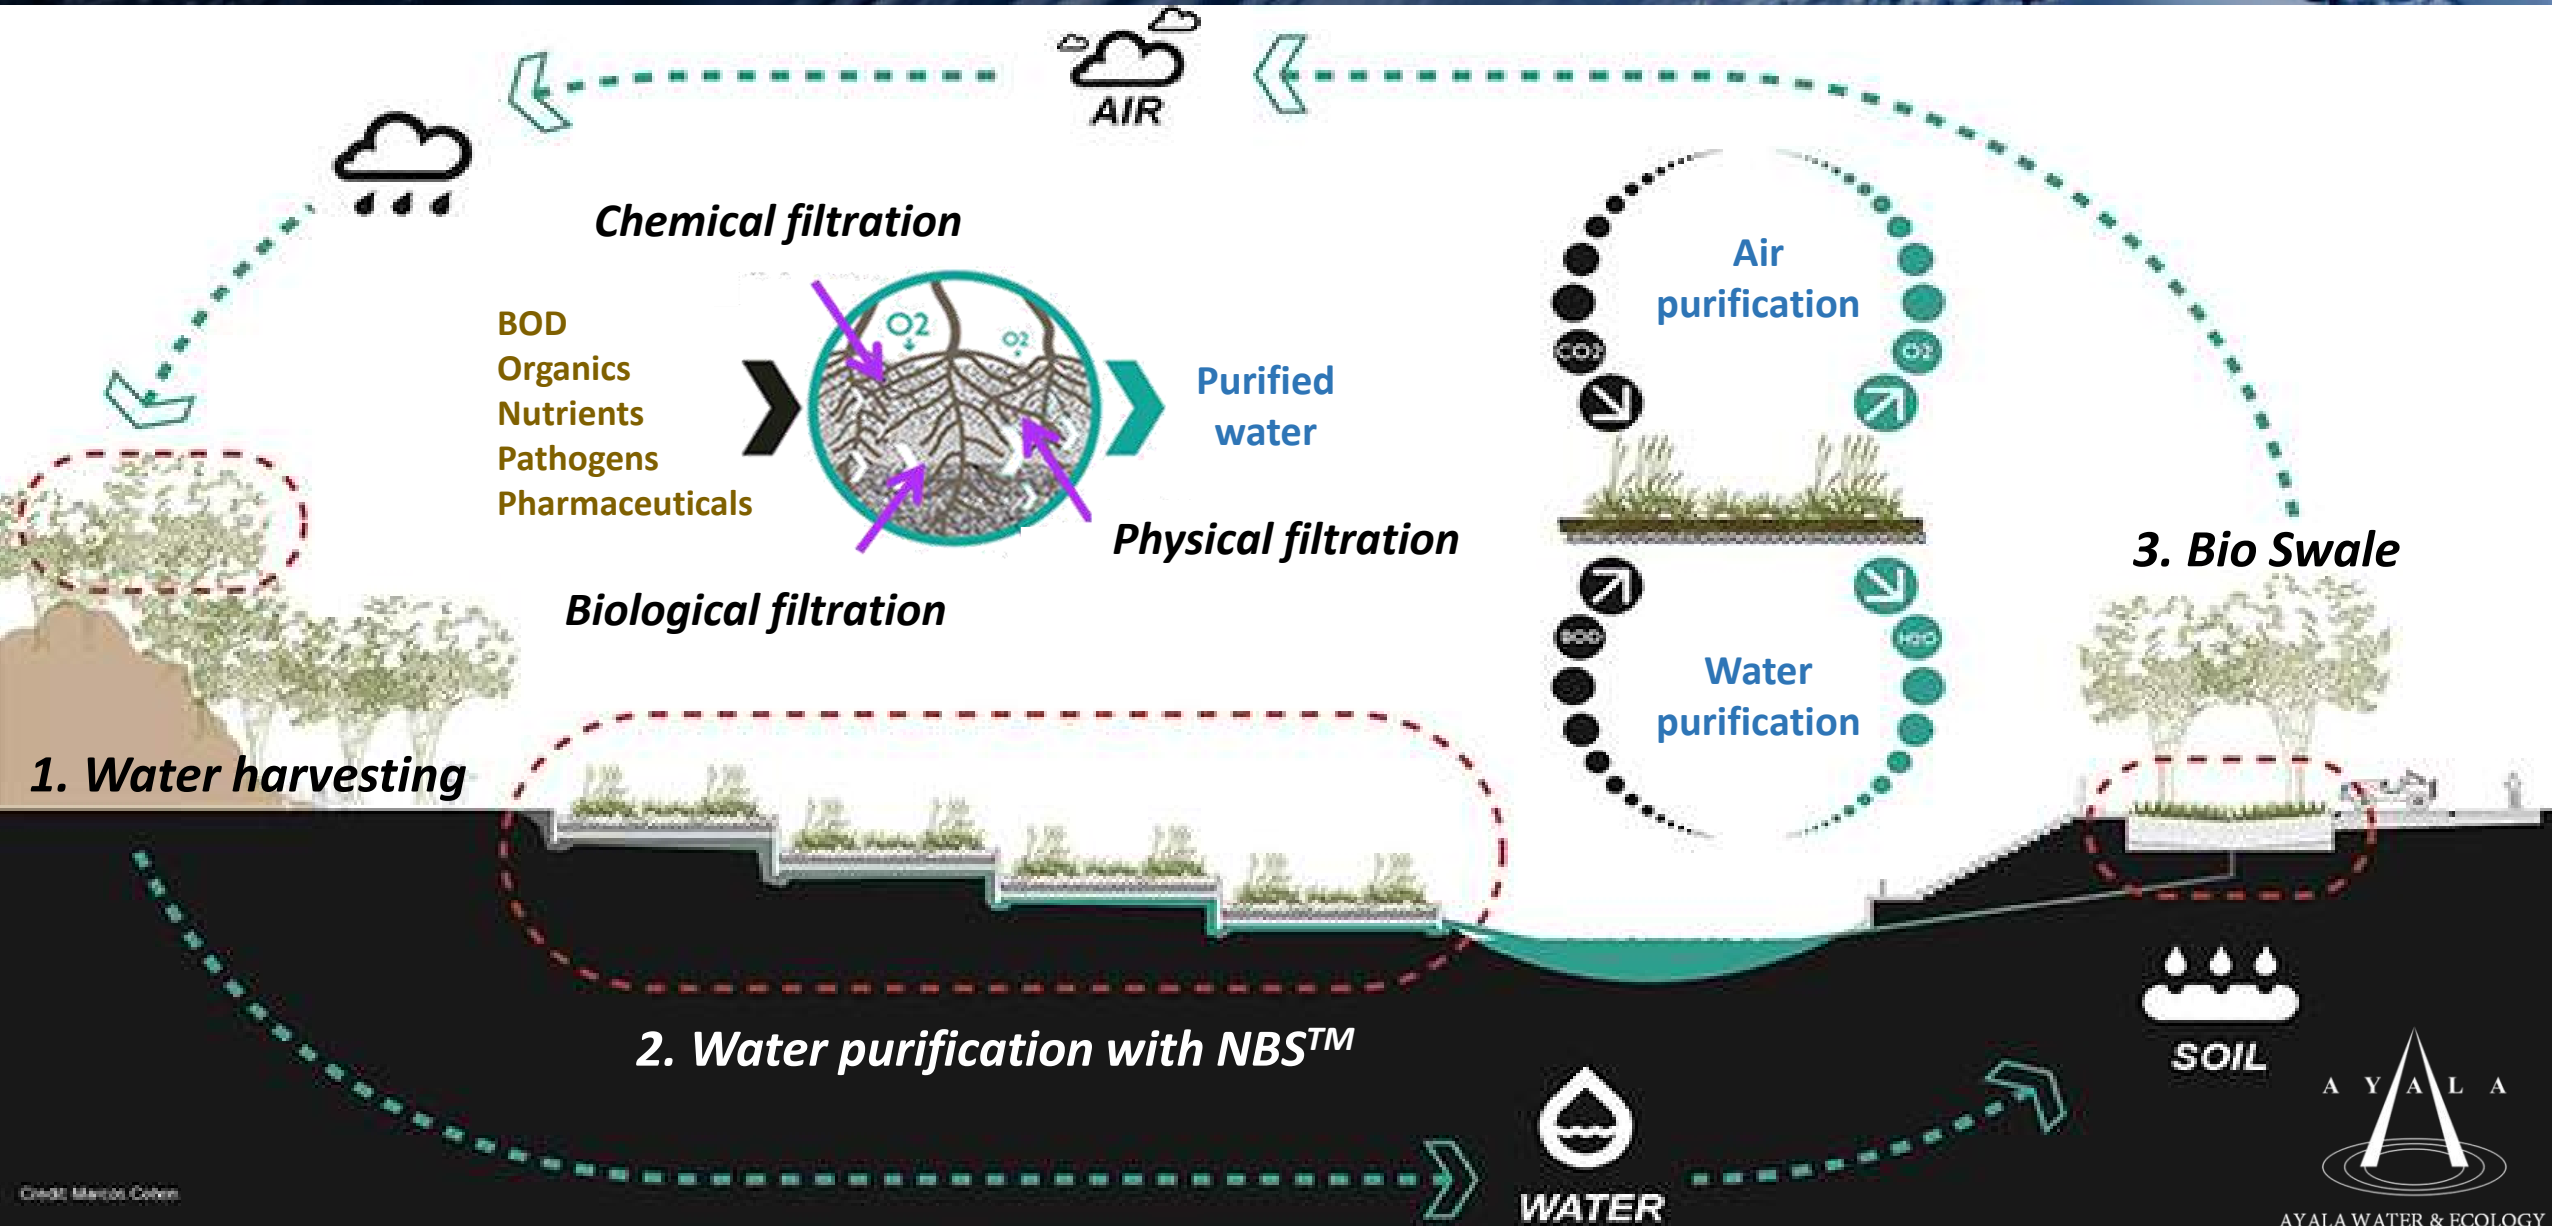 AIR
Chemical filtration
BOD
Organics
Nutrients
Pathogens
Pharmaceuticals
O2
O2
Purified
water
Physical filtration
Biological filtration
Air
purification
CO2
O2
BOD
H2O
Water
purification
3. Bio Swale
1. Water harvesting
2. Water purification with NBS™
SOIL
WATER
A Y A L A
AYALA WATER & ECOLOGY
Credit: Marcos Cohen